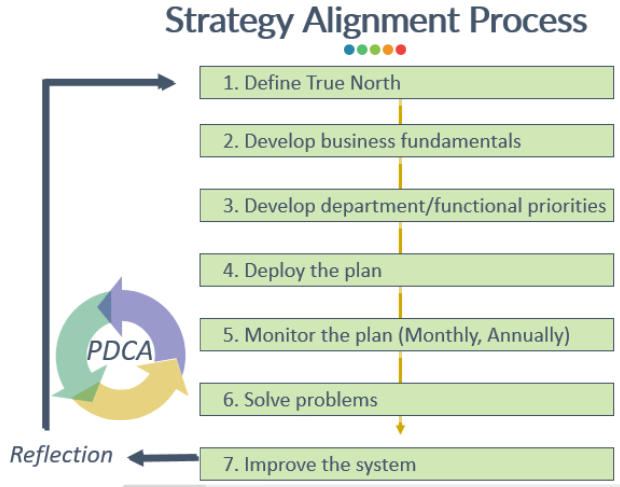 Strategy Alignment Process
1. Define True North
2. Develop business fundamentals
3. Develop department/functional priorities
4. Deploy the plan
PDCA
5. Monitor the plan (Monthly, Annually)
6. Solve problems
Reflection
7. Improve the system